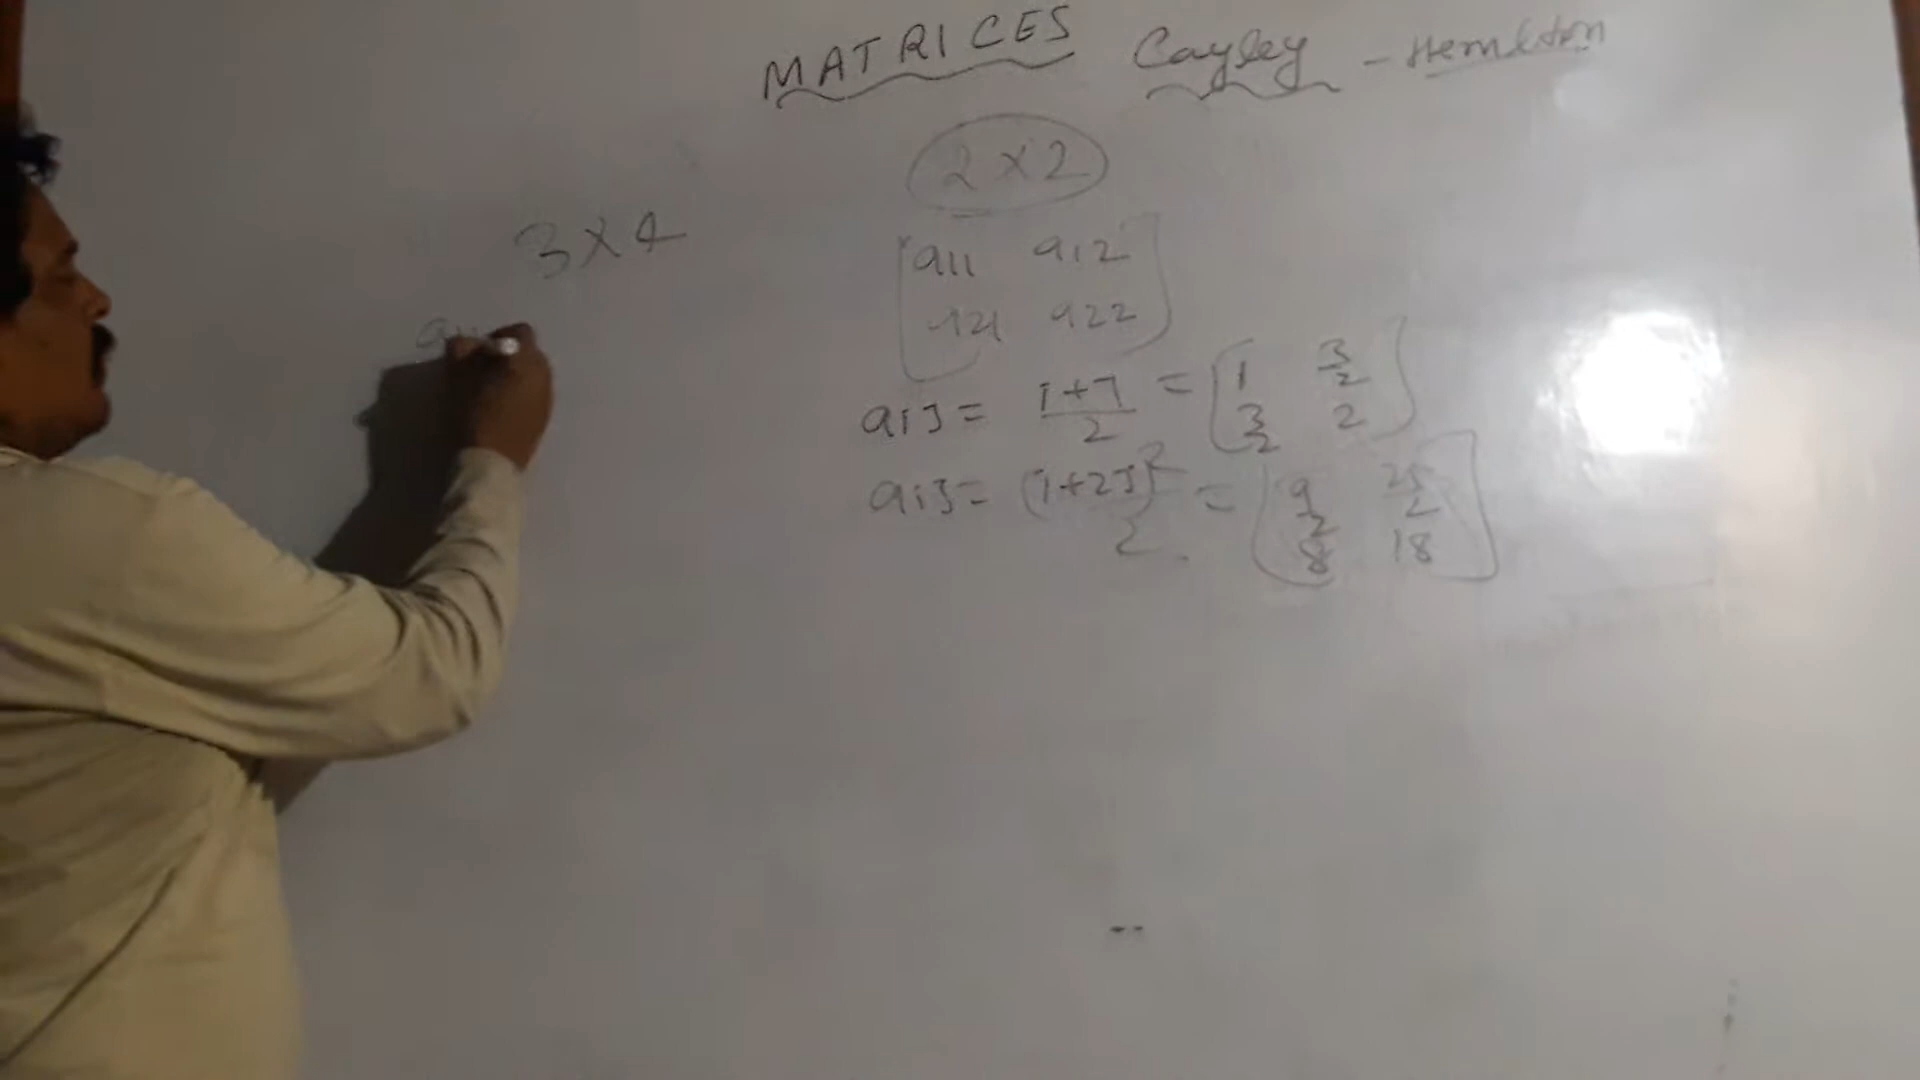 MATRICES Cayley - Hemilton
2 x 2
3 x 4
a11 a12
a21 a22
a11
aij = i+j/2 = [1 3/2
3/2 2]
aij = (i+2j)²/2 = [9/2 25/2
8 18]